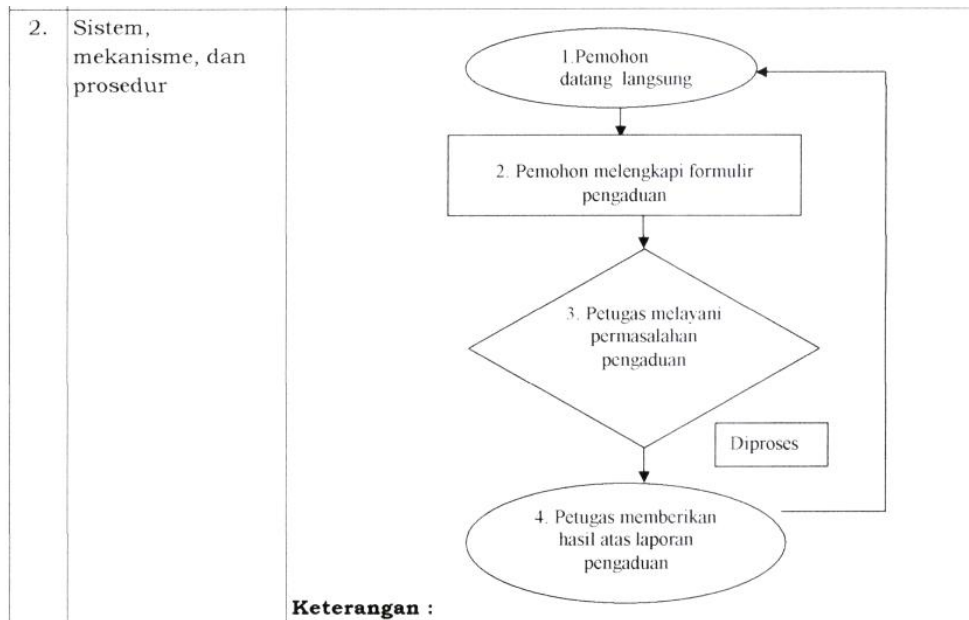 2.
Sistem,
mekanisme, dan
prosedur
1.Pemohon
datang langsung
2. Pemohon melengkapi formulir
pengaduan
3. Petugas melayani
permasalahan
pengaduan
Diproses
4. Petugas memberikan
hasil atas laporan
pengaduan
Keterangan :